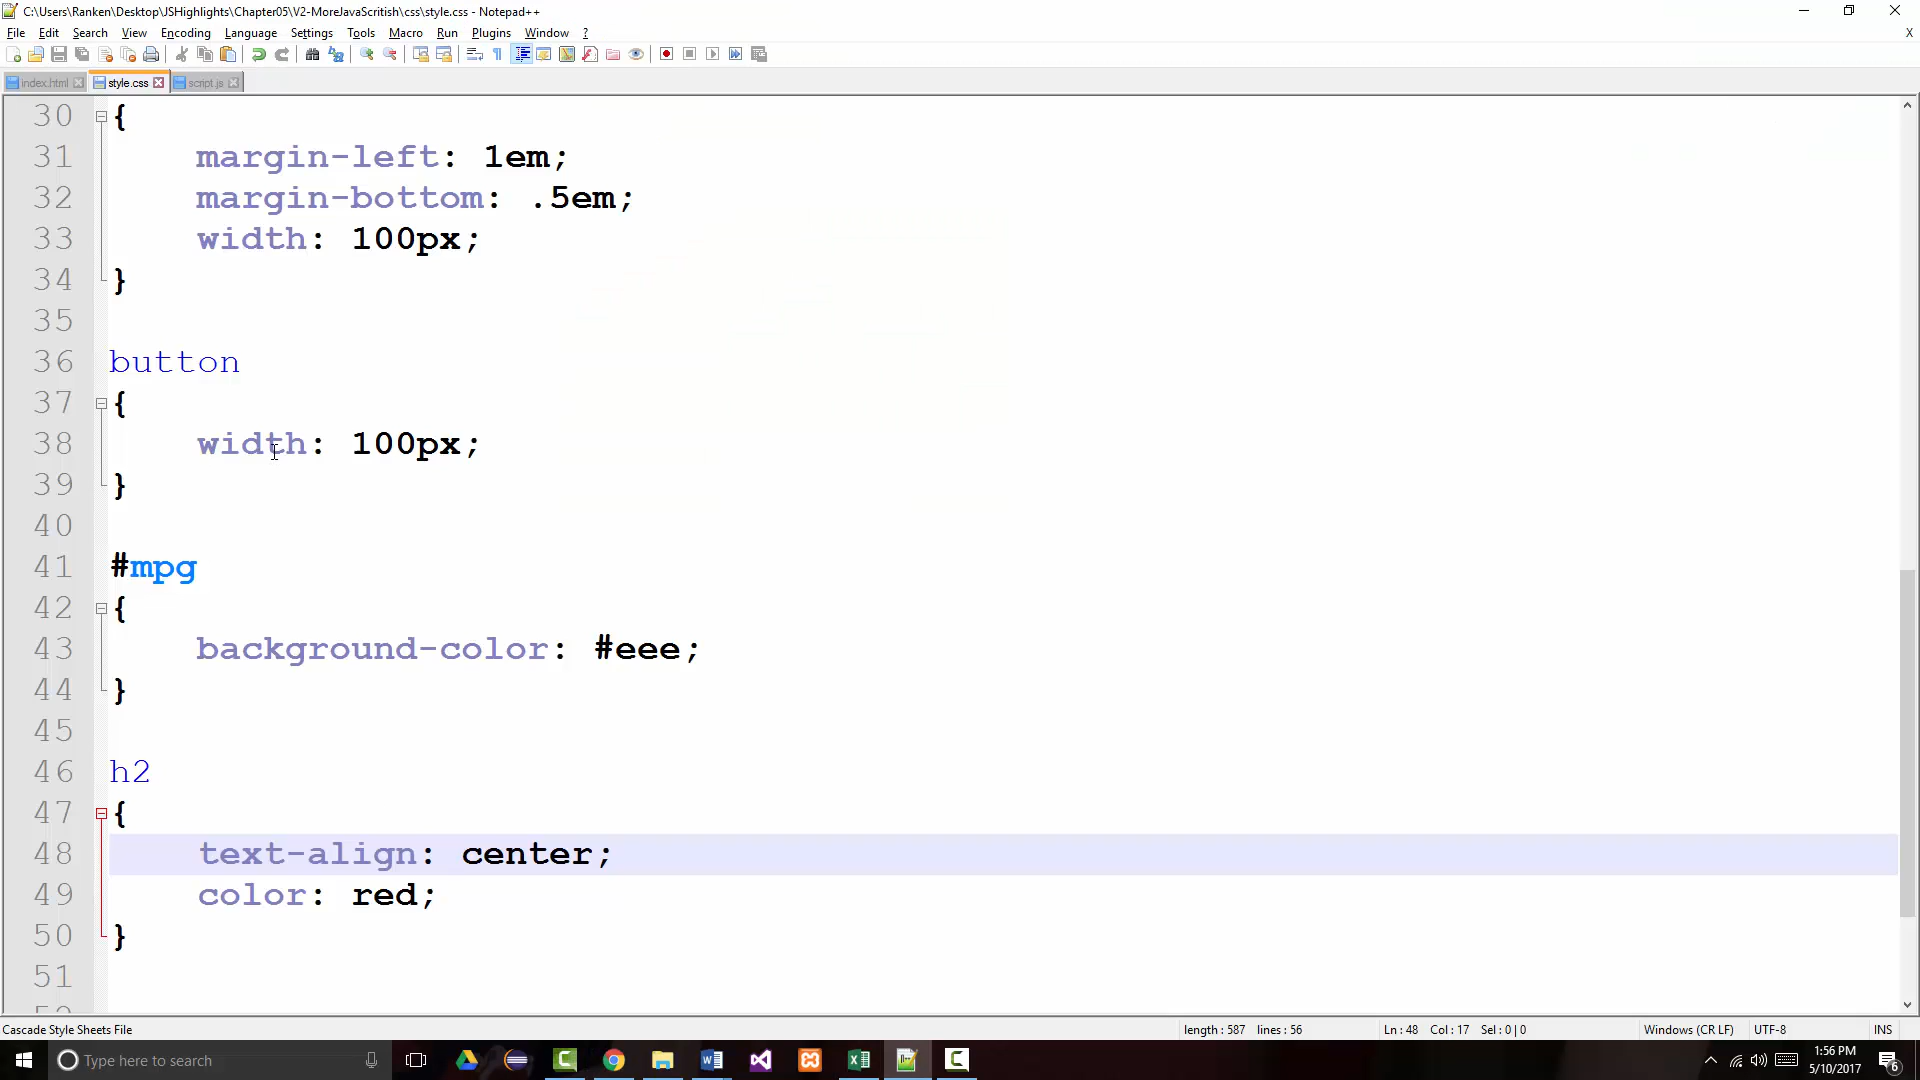 C:\Users\Ranken\Desktop\JSHighlights\Chapter05\V2-MoreJavaScritish\css\style.css - Notepad++
File Edit Search View Encoding Language Settings Tools Macro Run Plugins Window ? X
index.html style.css script.js
30 {
31 margin-left: 1em;
32 margin-bottom: .5em;
33 width: 100px;
34 }
35
36 button
37 {
38 width: 100px;
39 }
40
41 #mpg
42 {
43 background-color: #eee;
44 }
45
46 h2
47 {
48 text-align: center;
49 color: red;
50 }
51
Cascade Style Sheets File length : 587 lines : 56 Ln : 48 Col : 17 Sel : 0 | 0 Windows (CR LF) UTF-8 INS
Type here to search 1:56 PM
5/10/2017 6